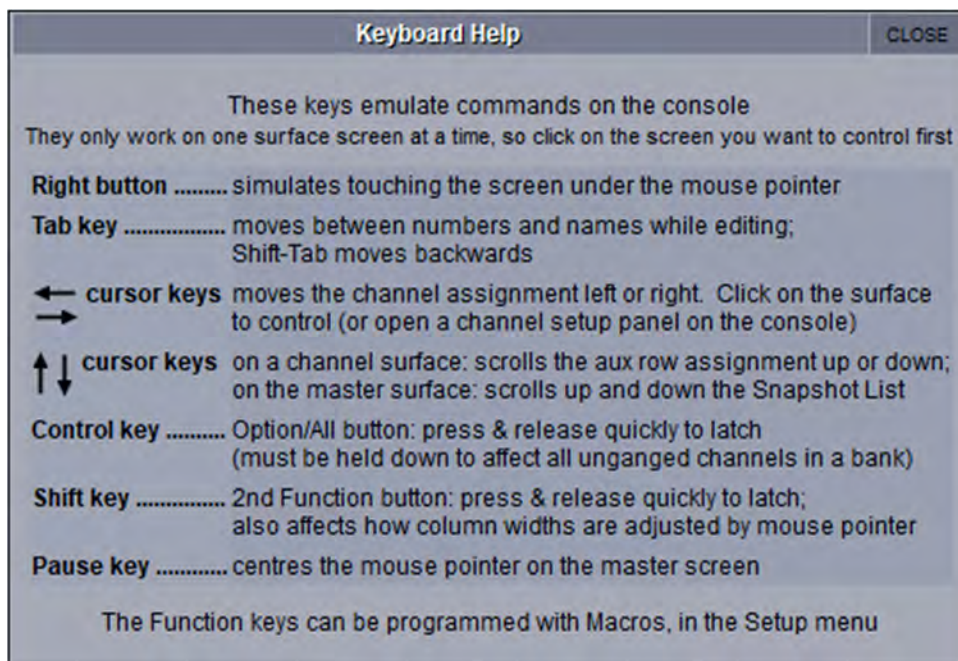 Keyboard Help
CLOSE
These keys emulate commands on the console
They only work on one surface screen at a time, so click on the screen you want to control first
Right button ......... simulates touching the screen under the mouse pointer
Tab key ................. moves between numbers and names while editing;
Shift-Tab moves backwards
cursor keys moves the channel assignment left or right. Click on the surface
to control (or open a channel setup panel on the console)
cursor keys on a channel surface: scrolls the aux row assignment up or down;
on the master surface: scrolls up and down the Snapshot List
Control key .......... Option/All button: press & release quickly to latch
(must be held down to affect all unganged channels in a bank)
Shift key ............... 2nd Function button: press & release quickly to latch;
also affects how column widths are adjusted by mouse pointer
Pause key ............ centres the mouse pointer on the master screen
The Function keys can be programmed with Macros, in the Setup menu